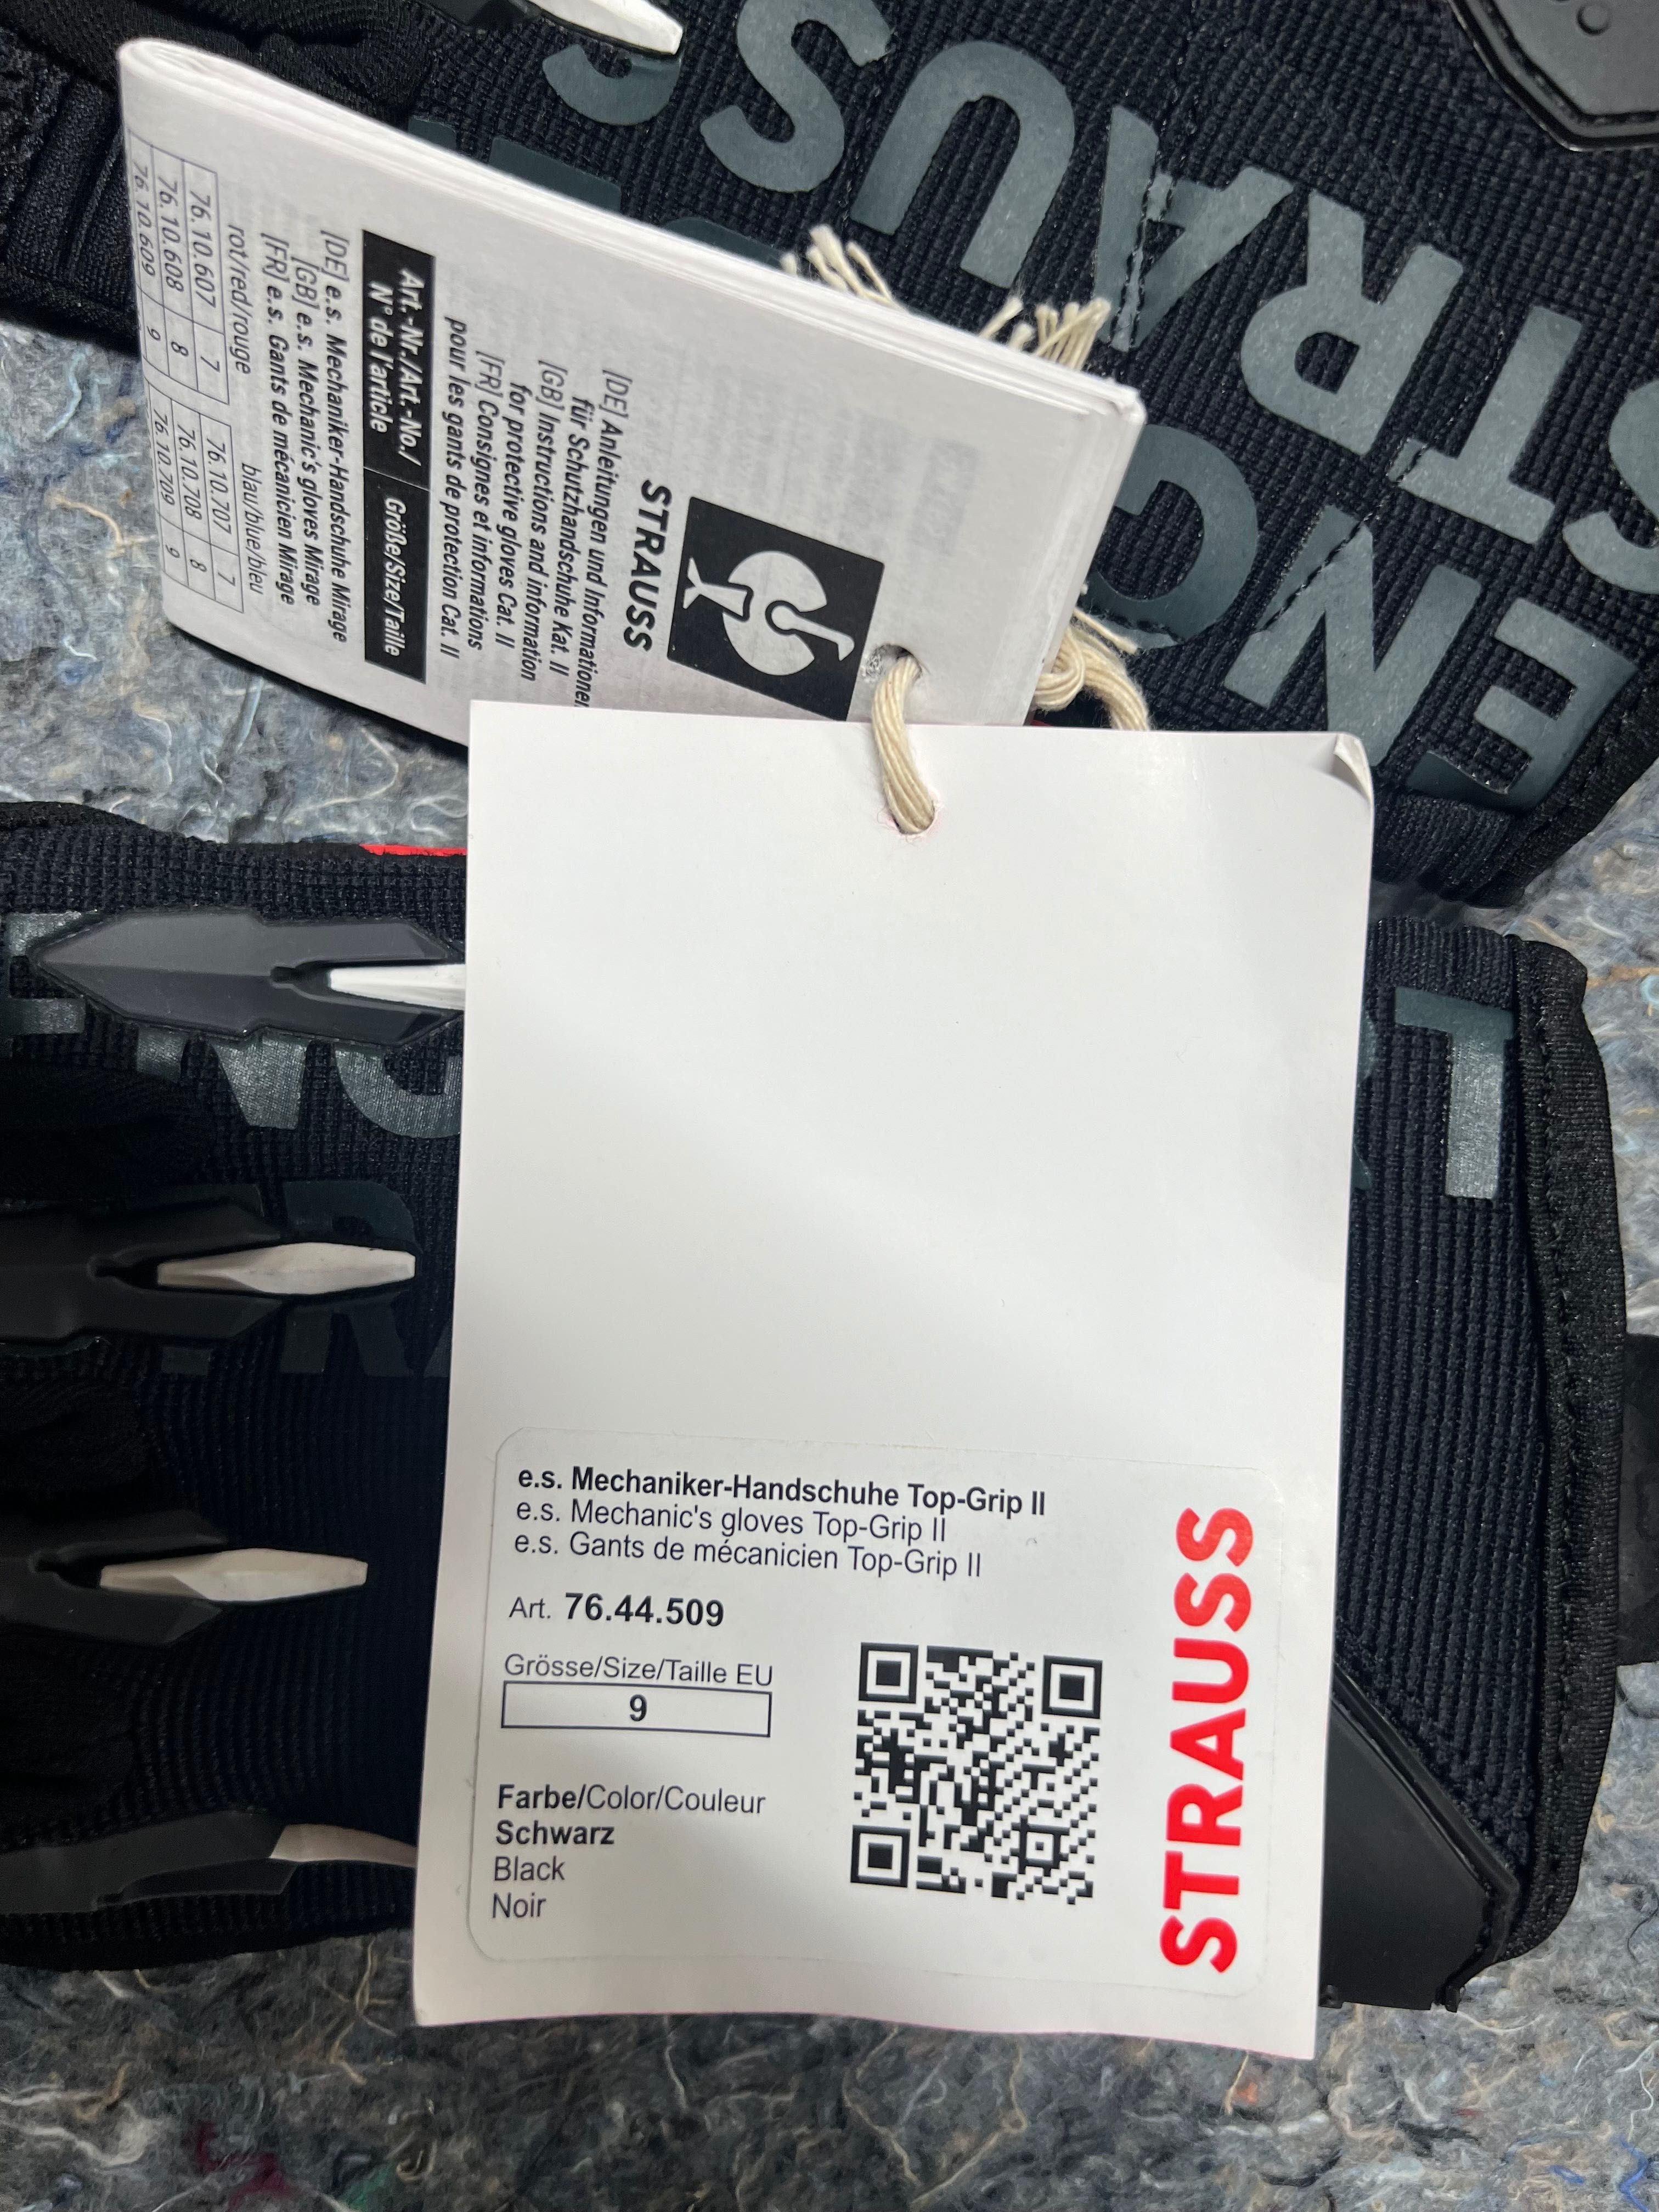 STRAUSS
[DE] Anleitungen und Informationen
für Schutzhandschuhe Kat. II
[GB] Instructions and information
for protective gloves Cat. II
[FR] Consignes et informations
pour les gants de protection Cat. II
Art.-Nr./Art.-No./
N° de l'article
Größe/Size/Taille
[DE] e.s. Mechaniker-Handschuhe Mirage
[GB] e.s. Mechanic's gloves Mirage
[FR] e.s. Gants de mécanicien Mirage
rot/red/rouge
blau/blue/bleu
76.10.607 7 76.10.707 7
76.10.608 8 76.10.708 8
76.10.609 9 76.10.709 9
ENG
STRAUSS
e.s. Mechaniker-Handschuhe Top-Grip II
e.s. Mechanic's gloves Top-Grip II
e.s. Gants de mécanicien Top-Grip II
Art. 76.44.509
Grösse/Size/Taille EU
9
Farbe/Color/Couleur
Schwarz
Black
Noir
STRAUSS